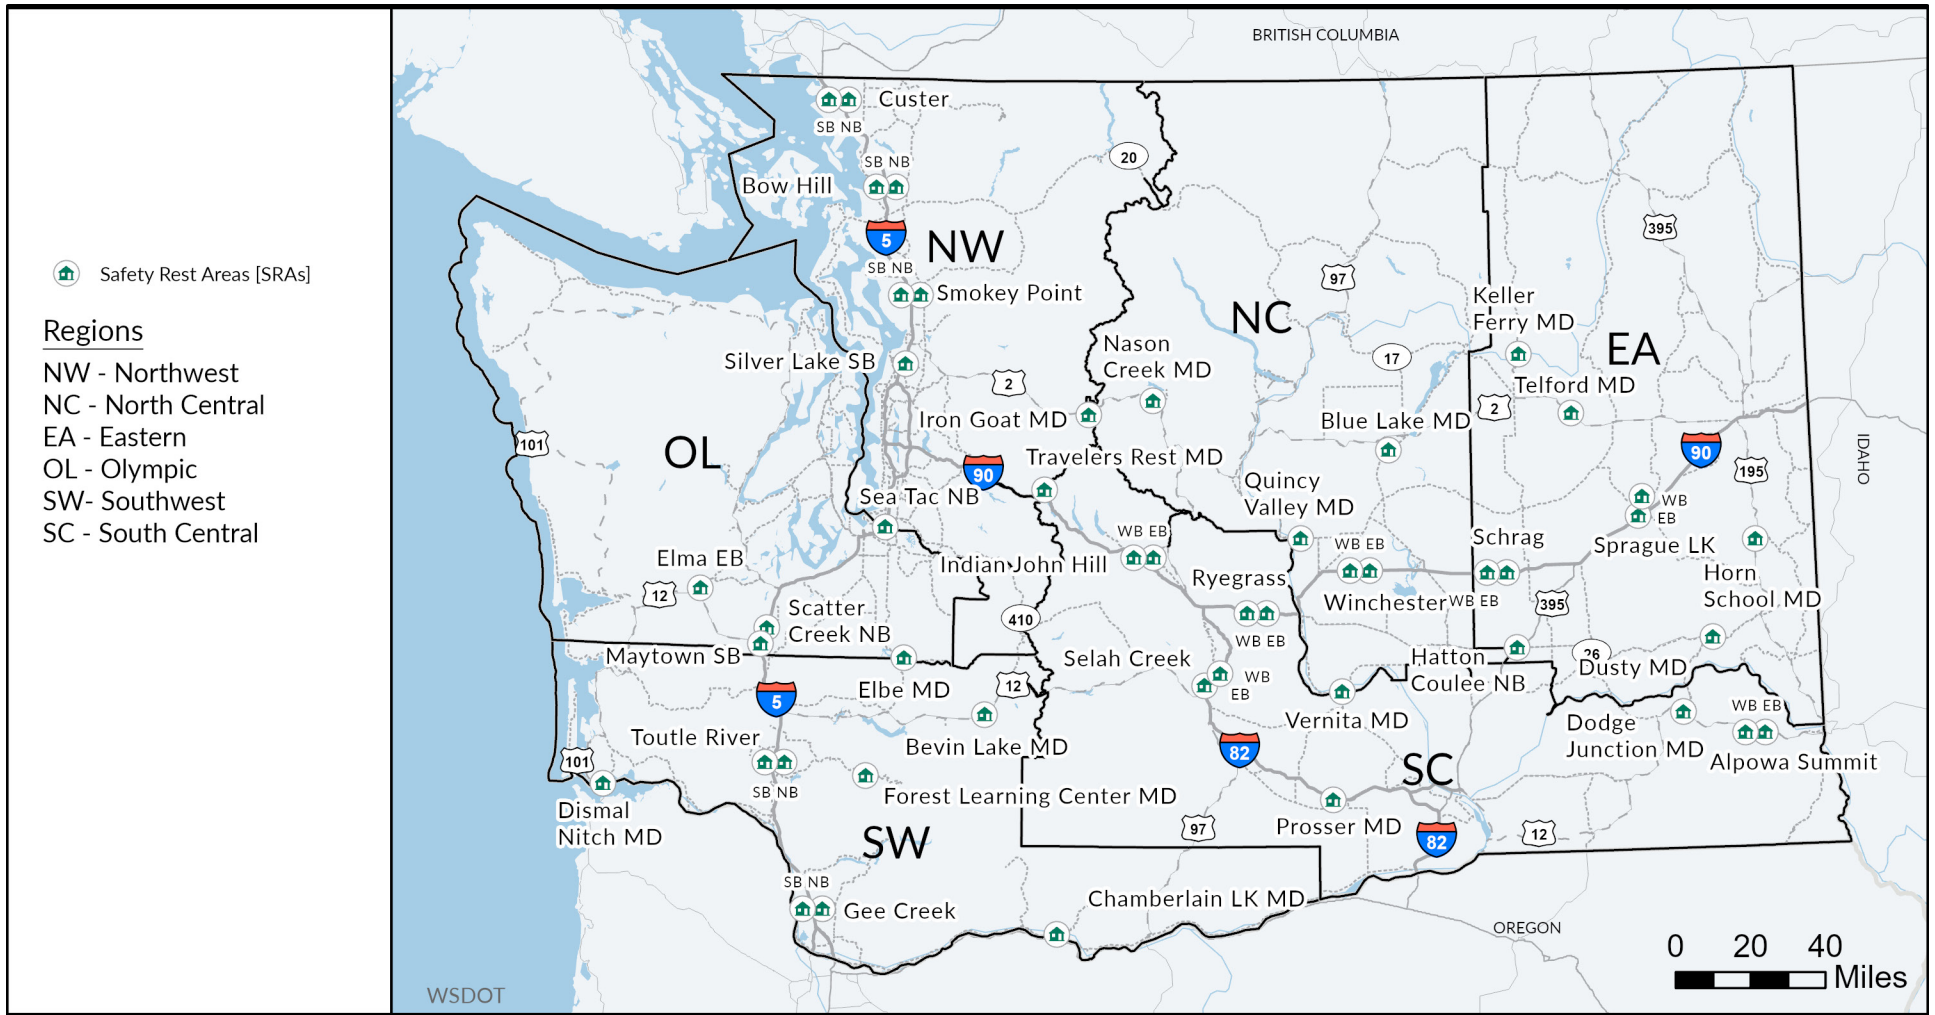 Safety Rest Areas [SRAs]
Regions
NW - Northwest
NC - North Central
EA - Eastern
OL - Olympic
SW- Southwest
SC - South Central
BRITISH COLUMBIA
Custer
SB NB
20
SB NB
Bow Hill
5
NW
395
SB NB
97
Smokey Point
NC
Keller
Ferry MD
EA
Nason
Creek MD
17
Silver Lake SB
2
Telford MD
2
Iron Goat MD
Blue Lake MD
101
OL
90
Travelers Rest MD
90
195
IDAHO
Sea Tac NB
Quincy
Valley MD
WB
EB
WB EB
WB EB
Schrag
Sprague LK
Elma EB
Indian John Hill
Ryegrass
Horn
School MD
12
Winchester
WB EB
395
Scatter
Creek NB
410
WB EB
Maytown SB
Selah Creek
Hatton
Coulee NB
26
Dusty MD
WB
EB
Elbe MD
12
5
Vernita MD
Dodge
Junction MD
WB EB
Toutle River
Bevin Lake MD
82
Alpowa Summit
101
SC
SB NB
Forest Learning Center MD
Dismal
Nitch MD
SW
97
Prosser MD
82
12
SB NB
Gee Creek
Chamberlain LK MD
OREGON
0 20 40
Miles
WSDOT